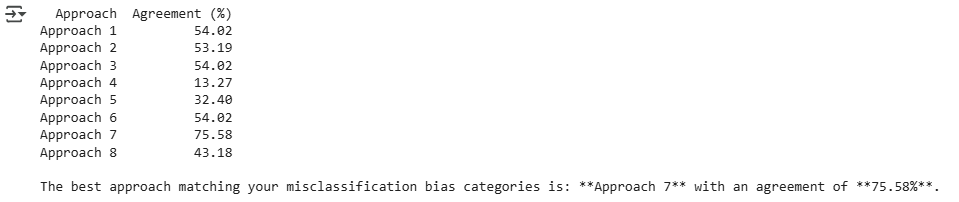 Approach  Agreement (%)
Approach 1          54.02
Approach 2          53.19
Approach 3          54.02
Approach 4          13.27
Approach 5          32.40
Approach 6          54.02
Approach 7          75.58
Approach 8          43.18
The best approach matching your misclassification bias categories is: **Approach 7** with an agreement of **75.58%**.